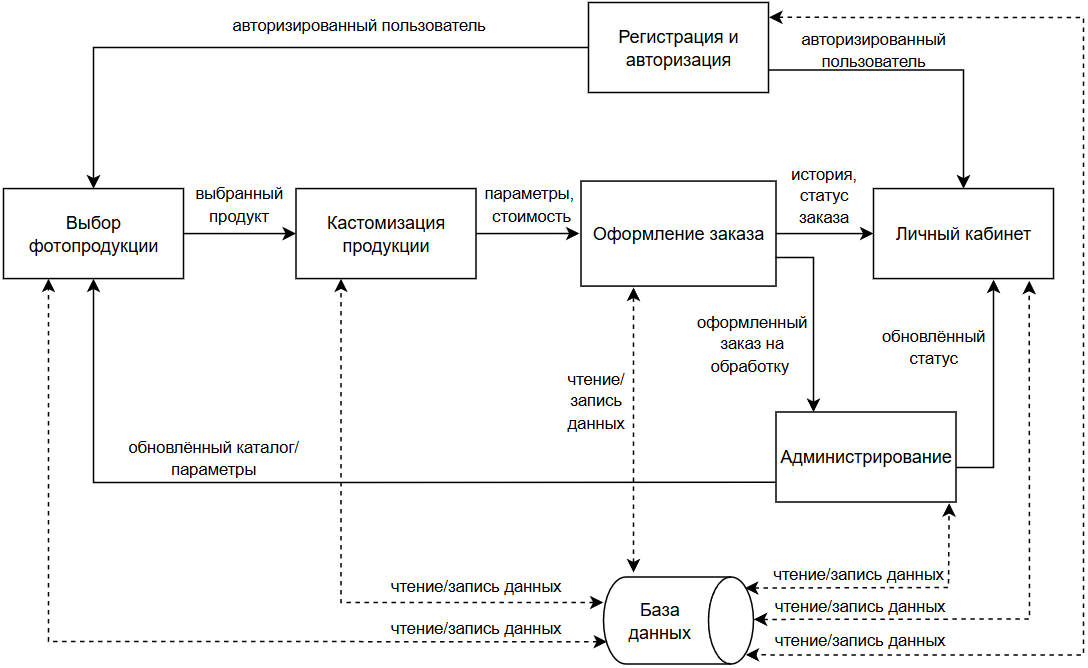 авторизированный пользователь
Регистрация и
авторизация
авторизированный
пользователь
Выбор
фотопродукции
выбранный
продукт
Кастомизация
продукции
параметры,
стоимость
Оформление заказа
история,
статус
заказа
Личный кабинет
оформленный
заказ на
обработку
обновлённый
статус
чтение/
запись
данных
обновлённый каталог/
параметры
Администрирование
чтение/запись данных
чтение/запись данных
База
данных
чтение/запись данных
чтение/запись данных
чтение/запись данных